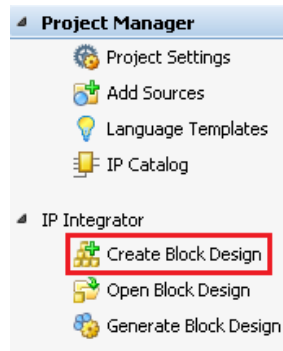 Project Manager
Project Settings
Add Sources
Language Templates
IP Catalog
IP Integrator
Create Block Design
Open Block Design
Generate Block Design